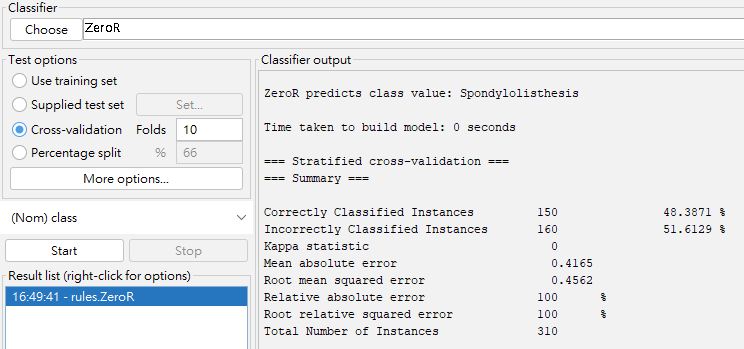 Classifier
Choose ZeroR
Test options
Use training set
Supplied test set Set...
Cross-validation Folds 10
Percentage split % 66
More options...
(Nom) class
Start Stop
Result list (right-click for options)
16:49:41 - rules.ZeroR
Classifier output
ZeroR predicts class value: Spondylolisthesis
Time taken to build model: 0 seconds
=== Stratified cross-validation ===
=== Summary ===
Correctly Classified Instances 150 48.3871 %
Incorrectly Classified Instances 160 51.6129 %
Kappa statistic 0
Mean absolute error 0.4165
Root mean squared error 0.4562
Relative absolute error 100 %
Root relative squared error 100 %
Total Number of Instances 310